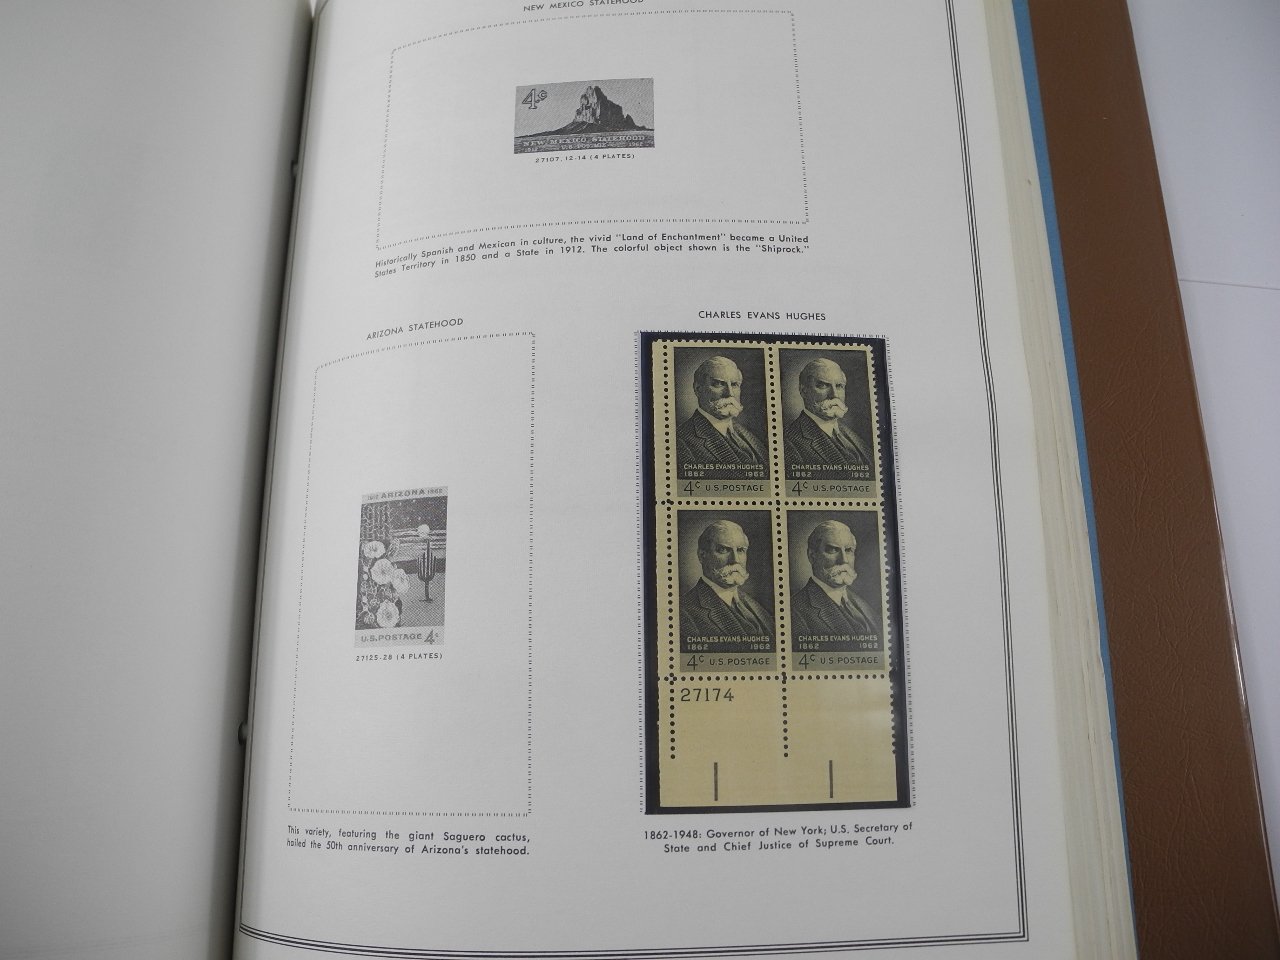 NEW MEXICO STATEHOOD
4¢
NEW MEXICO STATEHOOD
1912 U.S. POSTAGE 1962
27107, 12-14 (4 PLATES)
Historically Spanish and Mexican in culture, the vivid "Land of Enchantment" became a United
States Territory in 1850 and a State in 1912. The colorful object shown is the "Shiprock."
ARIZONA STATEHOOD
1912 ARIZONA 1962
U.S. POSTAGE 4¢
27125-28 (4 PLATES)
This variety, featuring the giant Saguero cactus,
hailed the 50th anniversary of Arizona's statehood.
CHARLES EVANS HUGHES
CHARLES EVANS HUGHES
1862 1962
4¢ U.S. POSTAGE
CHARLES EVANS HUGHES
1862 1962
4¢ U.S. POSTAGE
CHARLES EVANS HUGHES
1862 1962
4¢ U.S. POSTAGE
CHARLES EVANS HUGHES
1862 1962
4¢ U.S. POSTAGE
27174
1862-1948: Governor of New York; U.S. Secretary of
State and Chief Justice of Supreme Court.